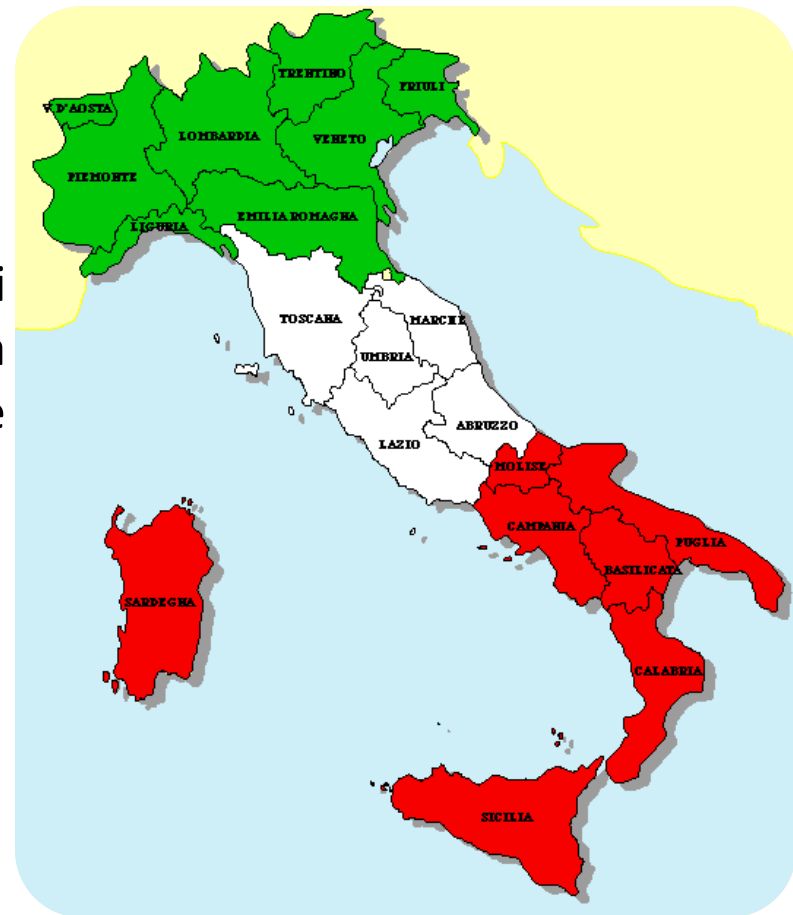 TRENTINO
FRIULI
V D'AOSTA
LOMBARDIA
VENETO
PIEMONTE
EMILIA ROMAGNA
LIGURIA
i
TOSCANA
MARCHE
UMBRIA
e
ABRUZZO
LAZIO
MOLISE
CAMPANIA
PUGLIA
BASILICATA
SARDEGNA
CALABRIA
SICILIA